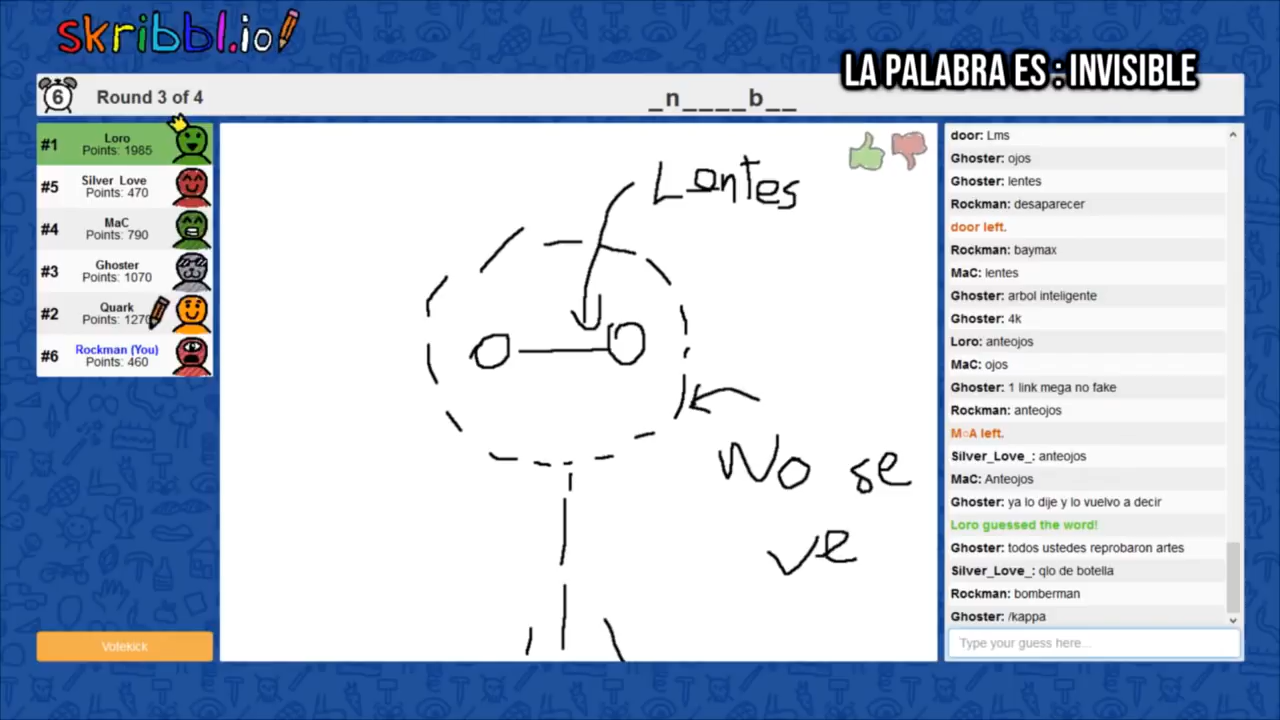 skribbl.io
LA PALABRA ES : INVISIBLE
6
Round 3 of 4
_n____b__
#1
Loro
Points: 1985
#5
Silver Love
Points: 470
#4
MaC
Points: 790
#3
Ghoster
Points: 1070
#2
Quark
Points: 1270
#6
Rockman (You)
Points: 460
Votekick
Lentes
No se
ve
door: Lms
Ghoster: ojos
Ghoster: lentes
Rockman: desaparecer
door left.
Rockman: baymax
MaC: lentes
Ghoster: arbol inteligente
Ghoster: 4k
Loro: anteojos
MaC: ojos
Ghoster: 1 link mega no fake
Rockman: anteojos
M○A left.
Silver_Love_: anteojos
MaC: Anteojos
Ghoster: ya lo dije y lo vuelvo a decir
Loro guessed the word!
Ghoster: todos ustedes reprobaron artes
Silver_Love_: qlo de botella
Rockman: bomberman
Ghoster: /kappa
Type your guess here...